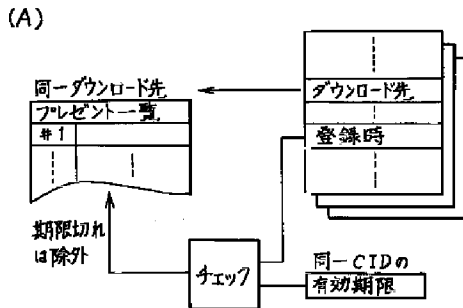 (A)
同一ダウンロード先
プレゼント一覧
#1
ダウンロード先
登録時
期限切れ
は除外
チェック
同一CIDの
有効期限